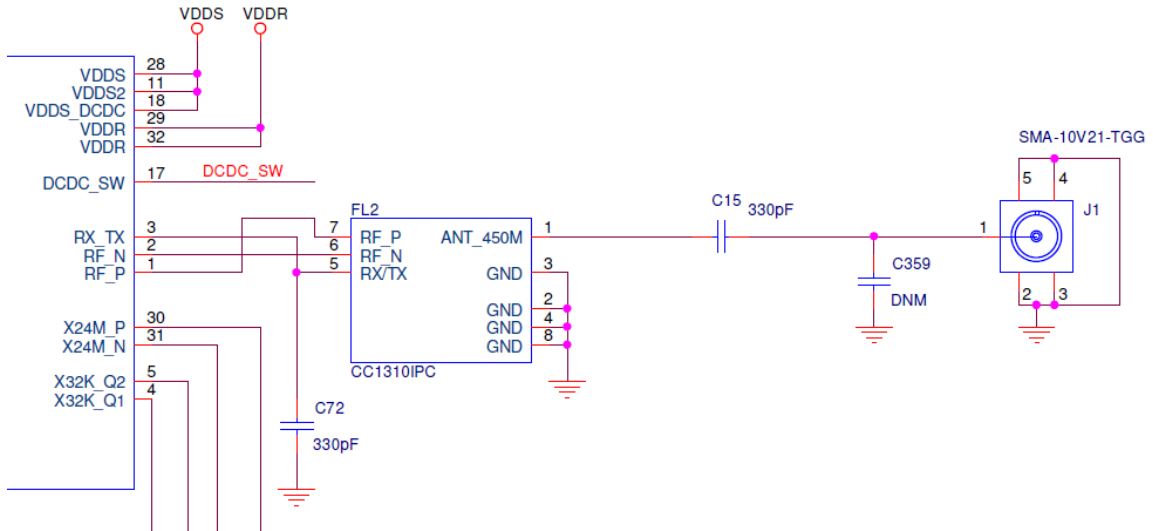 VDDS VDDR
VDDS 28
VDDS2 11
VDDS_DCDC 18
VDDR 29
VDDR 32
DCDC_SW 17 DCDC_SW
RX_TX 3
RF_N 2
RF_P 1
X24M_P 30
X24M_N 31
X32K_Q2 5
X32K_Q1 4
FL2
7 RF_P ANT_450M 1
6 RF_N
5 RX/TX GND 3
GND 2
GND 4
GND 8
CC1310IPC
C72
330pF
C15 330pF
C359
DNM
SMA-10V21-TGG
5 4
J1
1
2 3